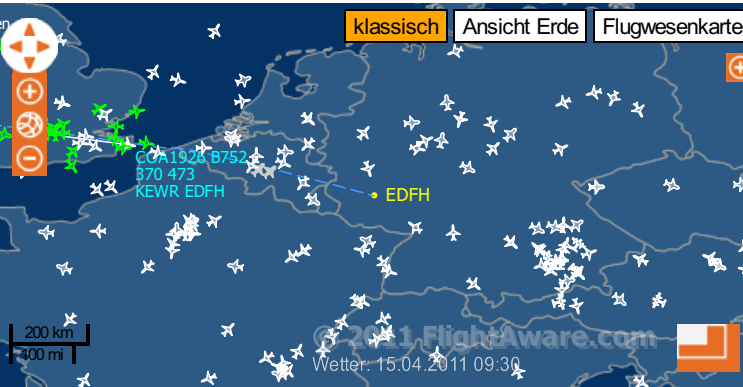 en
klassisch
Ansicht Erde
Flugwesenkarte
COA1926 B752
370 473
KEWR EDFH
EDFH
200 km
400 mi
© 2011 FlightAware.com
Wetter: 15.04.2011 09:30